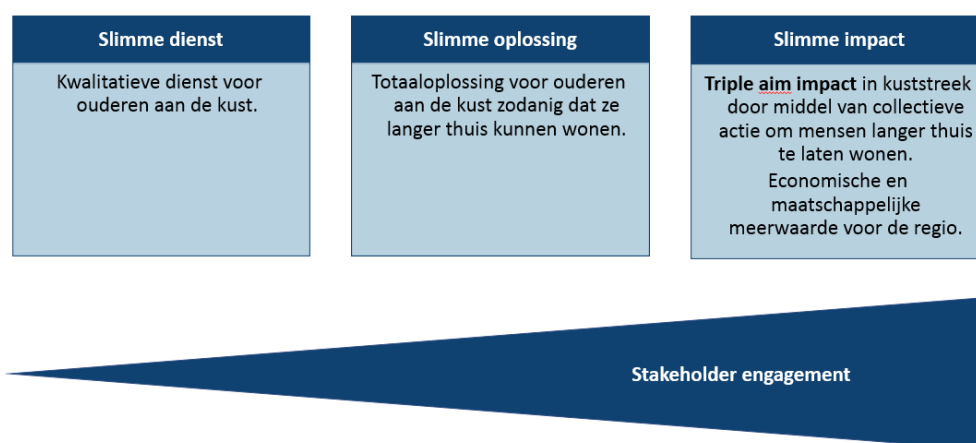 Slimme dienst
Kwalitatieve dienst voor
ouderen aan de kust.
Slimme oplossing
Totaaloplossing voor ouderen
aan de kust zodanig dat ze
langer thuis kunnen wonen.
Slimme impact
Triple aim impact in kuststreek
door middel van collectieve
actie om mensen langer thuis
te laten wonen.
Economische en
maatschappelijke
meerwaarde voor de regio.
Stakeholder engagement